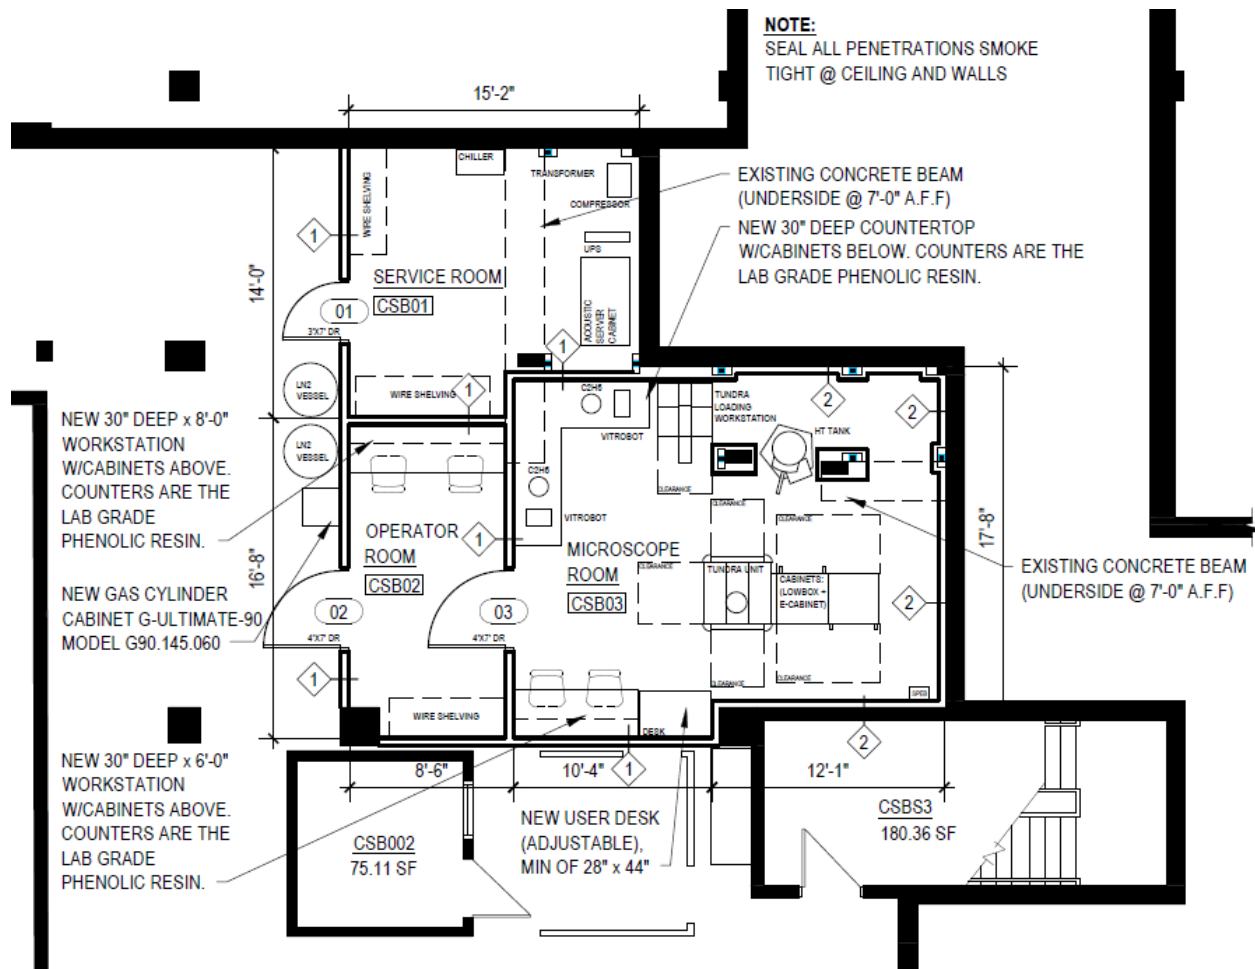 NOTE:
SEAL ALL PENETRATIONS SMOKE
TIGHT @ CEILING AND WALLS
15'-2"
CHILLER
TRANSFORMER
COMPRESSOR
WIRE SHELVING
1
UPS
EXISTING CONCRETE BEAM
(UNDERSIDE @ 7'-0" A.F.F)
NEW 30" DEEP COUNTERTOP
W/CABINETS BELOW. COUNTERS ARE THE
LAB GRADE PHENOLIC RESIN.
14'-0"
SERVICE ROOM
CSB01
ACOUSTIC
SERVER
CABINET
01
3'X7' DR
1
LN2
VESSEL
WIRE SHELVING
1
C2H6
VITROBOT
TUNDRA
LOADING
WORKSTATION
2
2
HT TANK
NEW 30" DEEP x 8'-0"
WORKSTATION
W/CABINETS ABOVE.
COUNTERS ARE THE
LAB GRADE
PHENOLIC RESIN.
LN2
VESSEL
C2H6
VITROBOT
CLEARANCE
CLEARANCE
CLEARANCE
OPERATOR
ROOM
CSB02
1
MICROSCOPE
ROOM
CSB03
CLEARANCE
TUNDRA UNIT
CABINETS:
(LOWBOX +
E-CABINET)
2
17'-8"
EXISTING CONCRETE BEAM
(UNDERSIDE @ 7'-0" A.F.F)
16'-8"
NEW GAS CYLINDER
CABINET G-ULTIMATE-90
MODEL G90.145.060
02
4'X7' DR
03
4'X7' DR
1
CLEARANCE
CLEARANCE
SPEB
WIRE SHELVING
DESK
2
NEW 30" DEEP x 6'-0"
WORKSTATION
W/CABINETS ABOVE.
COUNTERS ARE THE
LAB GRADE
PHENOLIC RESIN.
8'-6"
10'-4"
1
12'-1"
CSB002
75.11 SF
NEW USER DESK
(ADJUSTABLE),
MIN OF 28" x 44"
CSBS3
180.36 SF